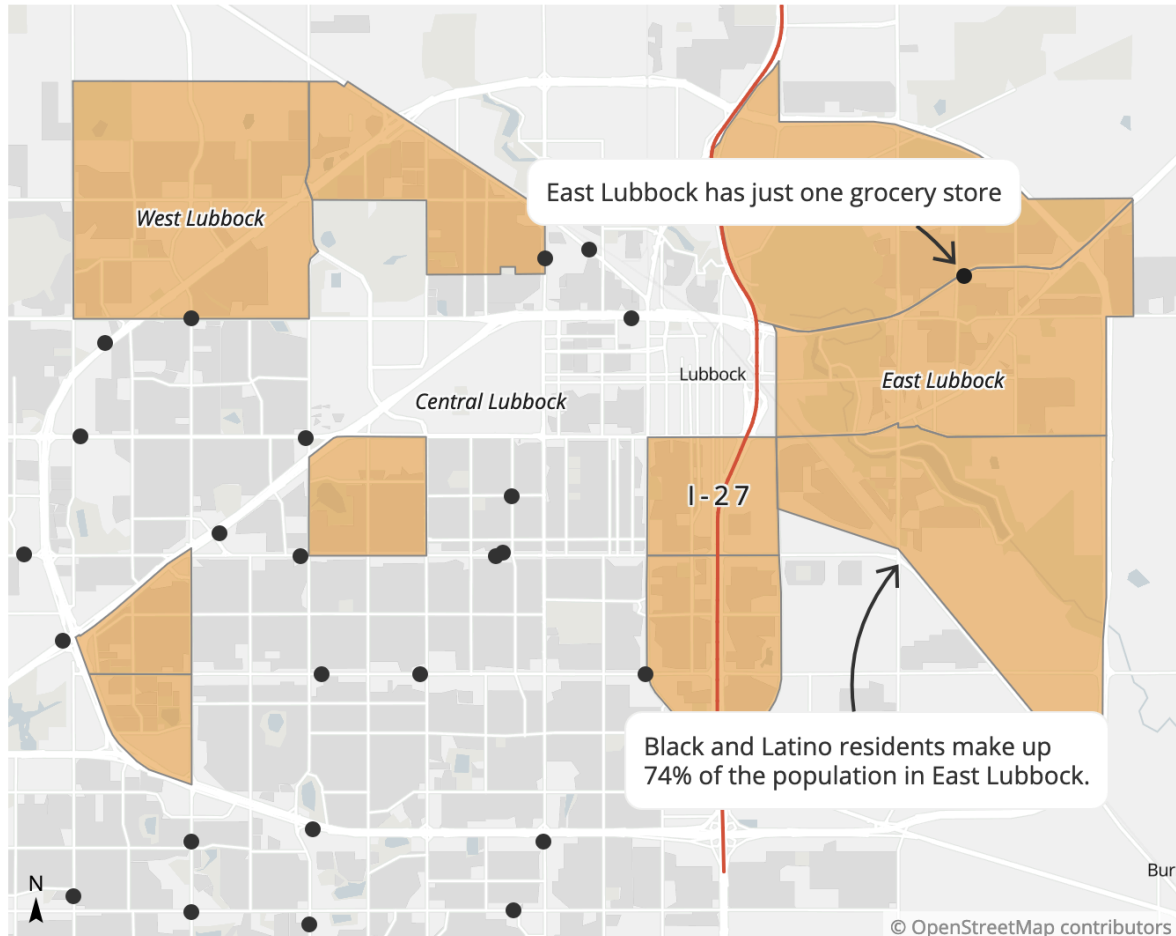 East Lubbock has just one grocery store
West Lubbock
Lubbock
East Lubbock
Central Lubbock
I-27
Black and Latino residents make up
74% of the population in East Lubbock.
Bur
N
© OpenStreetMap contributors